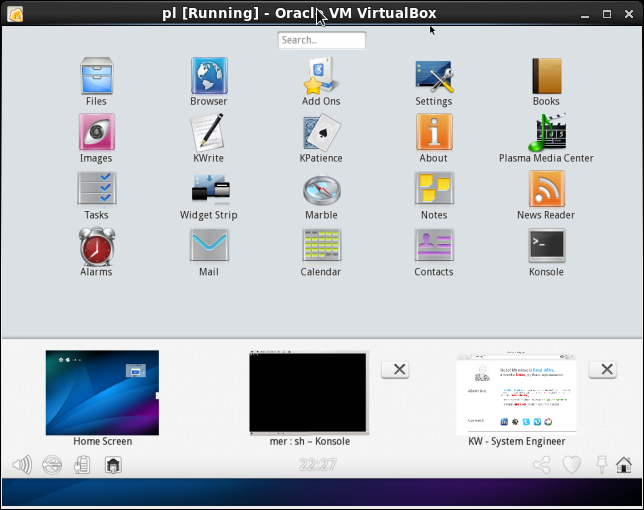 pl [Running] - Oracle VM VirtualBox
Search..
Files Browser Add Ons Settings Books
Images KWrite KPatience About Plasma Media Center
Tasks Widget Strip Marble Notes News Reader
Alarms Mail Calendar Contacts Konsole
Home Screen mer : sh – Konsole KW - System Engineer
22:27